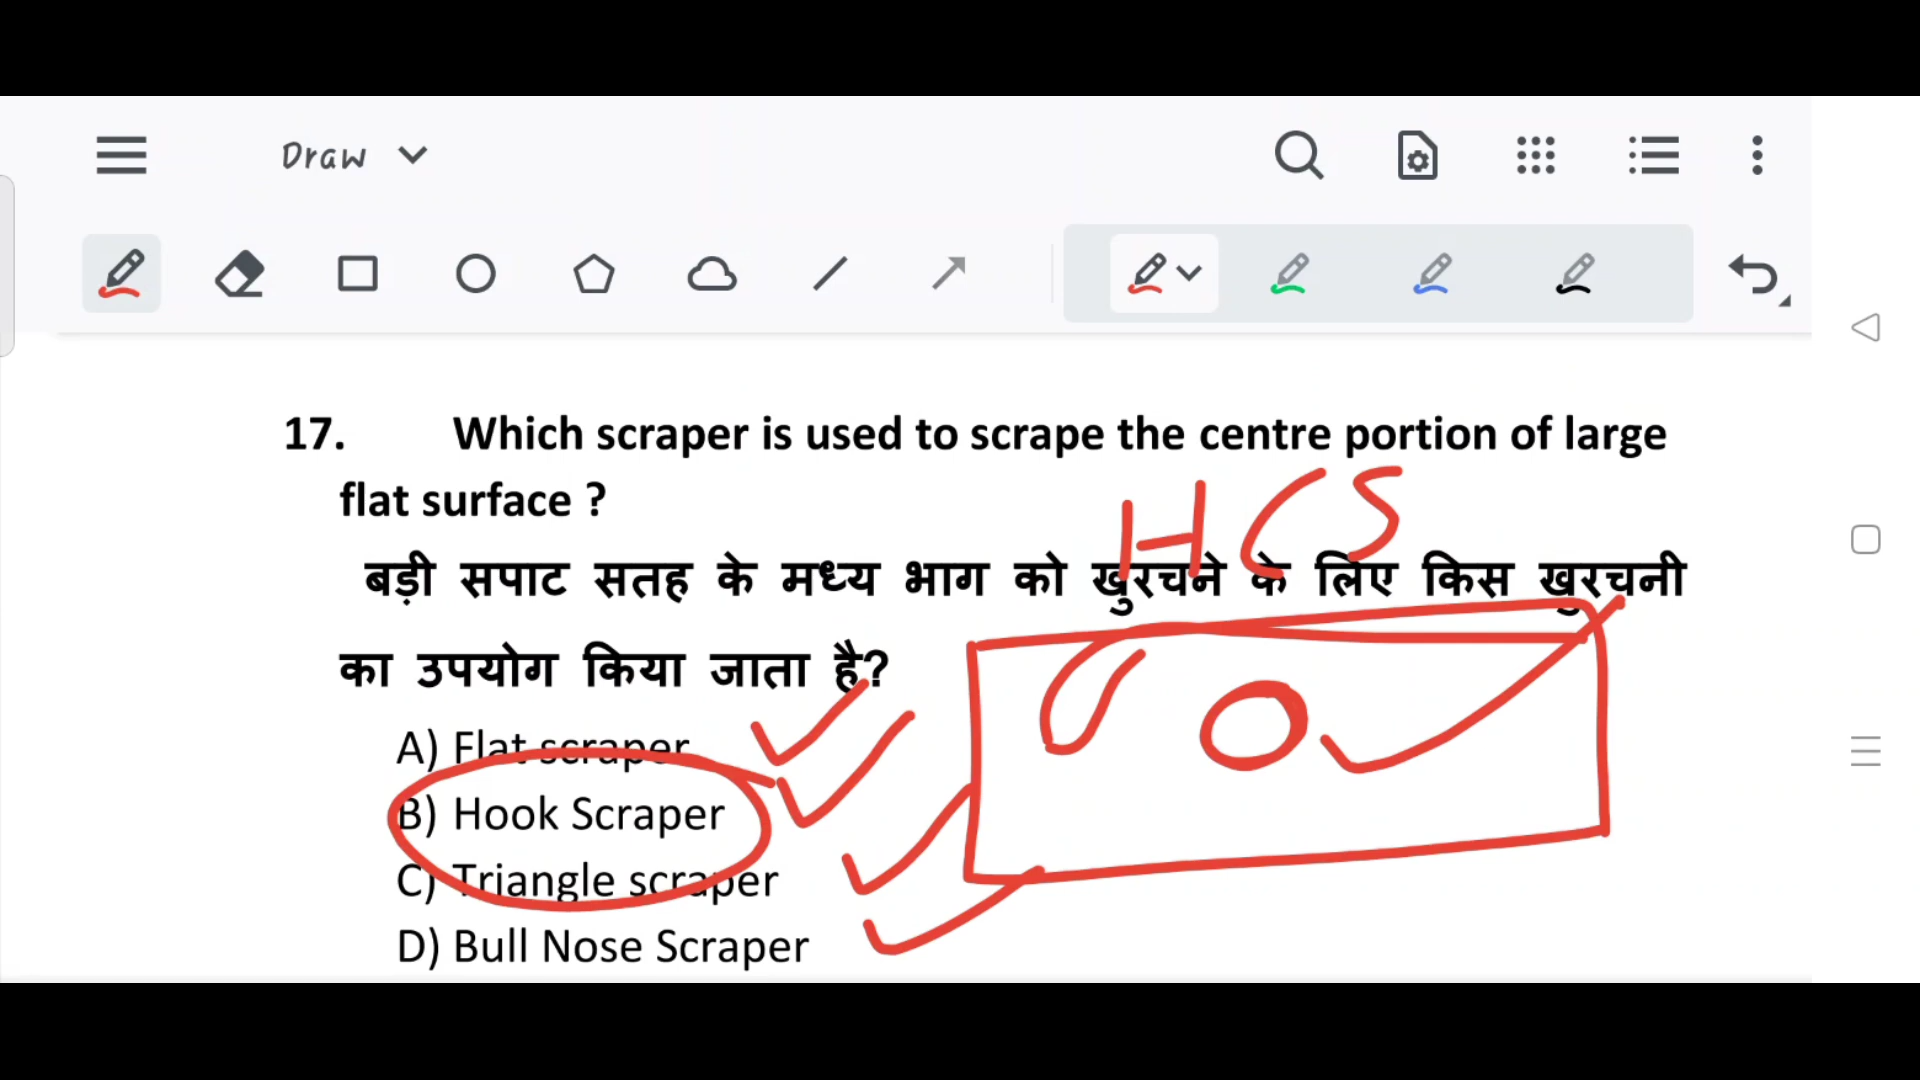 Draw
17. Which scraper is used to scrape the centre portion of large
flat surface ?
HCS
बड़ी सपाट सतह के मध्य भाग को खुरचने के लिए किस खुरचनी
का उपयोग किया जाता है?
A) Flat scraper
B) Hook Scraper
C) Triangle scraper
D) Bull Nose Scraper